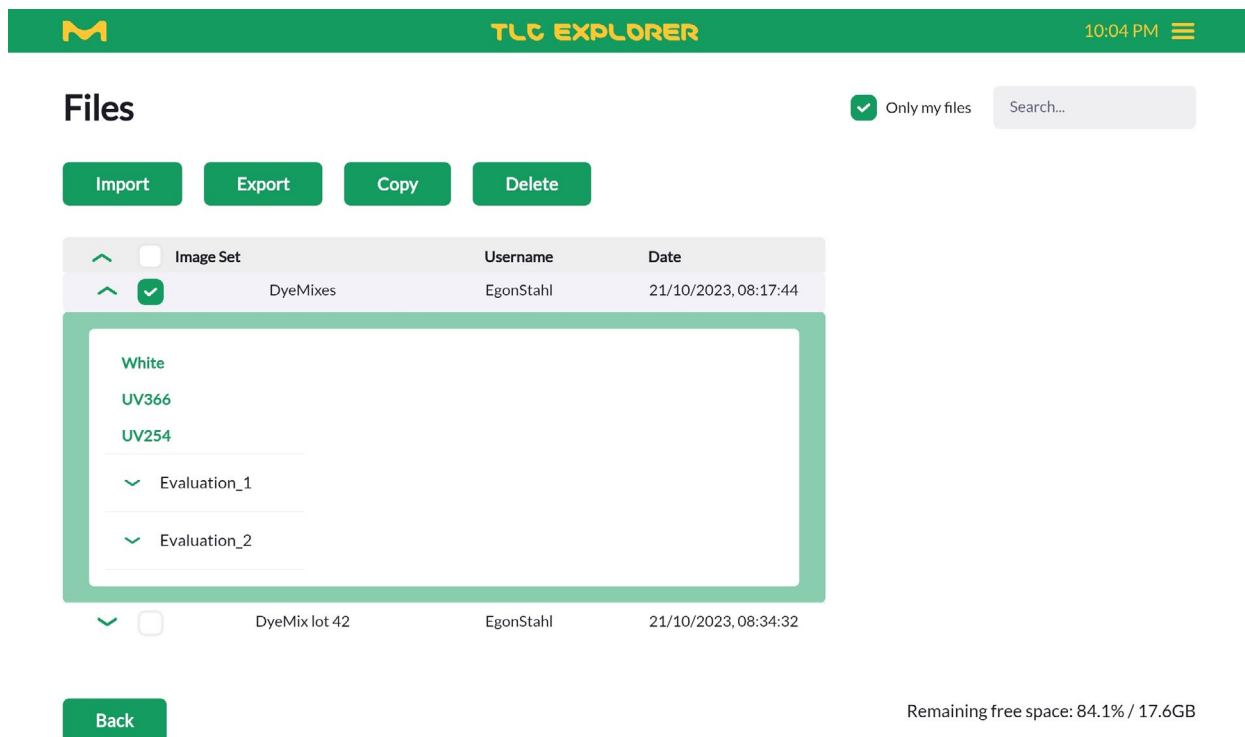 TLC EXPLORER 10:04 PM
Files Only my files Search...
Import Export Copy Delete
Image Set Username Date
DyeMixes EgonStahl 21/10/2023, 08:17:44
White
UV366
UV254
Evaluation_1
Evaluation_2
DyeMix lot 42 EgonStahl 21/10/2023, 08:34:32
Back Remaining free space: 84.1% / 17.6GB